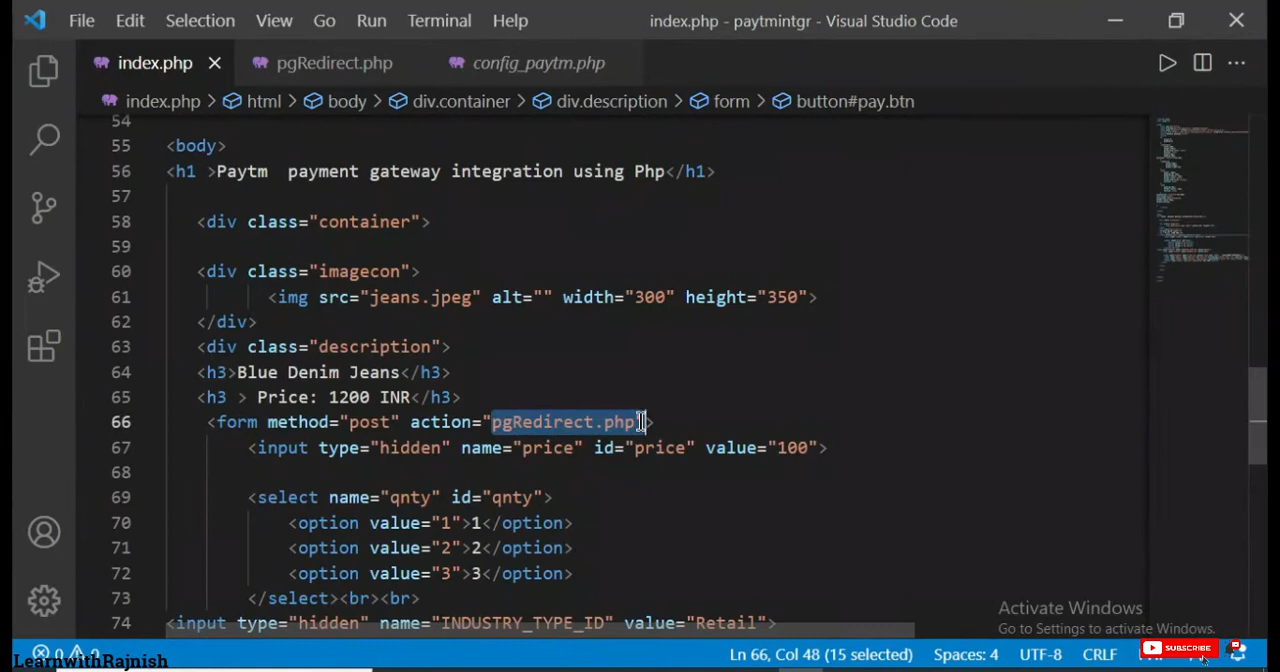 File Edit Selection View Go Run Terminal Help index.php - paytmintgr - Visual Studio Code
index.php pgRedirect.php config_paytm.php
index.php > html > body > div.container > div.description > form > button#pay.btn
54
55 <body>
56 <h1 >Paytm  payment gateway integration using Php</h1>
57
58 <div class="container">
59
60 <div class="imagecon">
61 <img src="jeans.jpeg" alt="" width="300" height="350">
62 </div>
63 <div class="description">
64 <h3>Blue Denim Jeans</h3>
65 <h3 > Price: 1200 INR</h3>
66 <form method="post" action="pgRedirect.php">
67 <input type="hidden" name="price" id="price" value="100">
68
69 <select name="qnty" id="qnty">
70 <option value="1">1</option>
71 <option value="2">2</option>
72 <option value="3">3</option>
73 </select><br><br>
74 <input type="hidden" name="INDUSTRY_TYPE_ID" value="Retail">
Activate Windows
Go to Settings to activate Windows.
SUBSCRIBE
0 0 Ln 66, Col 48 (15 selected) Spaces: 4 UTF-8 CRLF
LearnwithRajnish